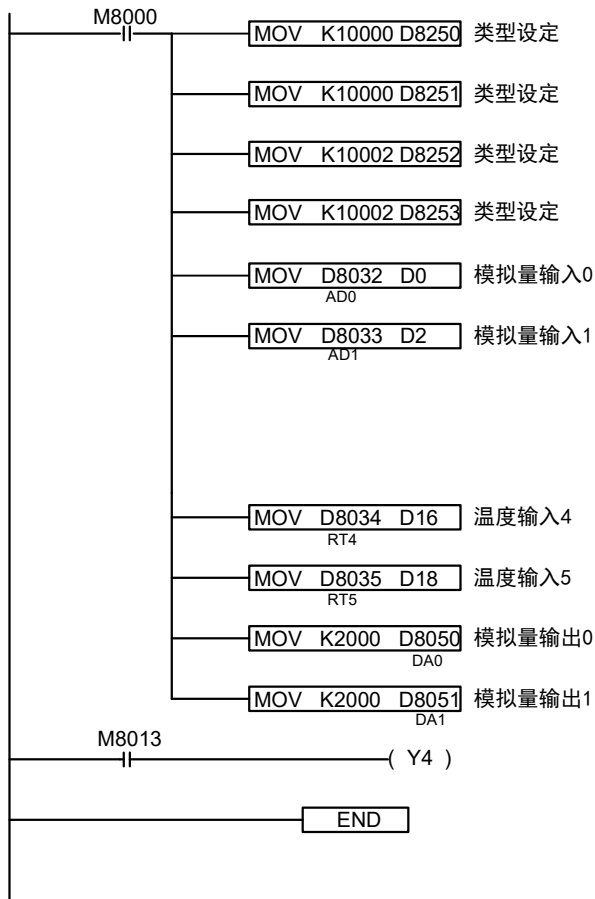 M8000
MOV K10000 D8250 类型设定
MOV K10000 D8251 类型设定
MOV K10002 D8252 类型设定
MOV K10002 D8253 类型设定
MOV D8032 D0 模拟量输入0
AD0
MOV D8033 D2 模拟量输入1
AD1
MOV D8034 D16 温度输入4
RT4
MOV D8035 D18 温度输入5
RT5
MOV K2000 D8050 模拟量输出0
DA0
MOV K2000 D8051 模拟量输出1
DA1
M8013
( Y4 )
END